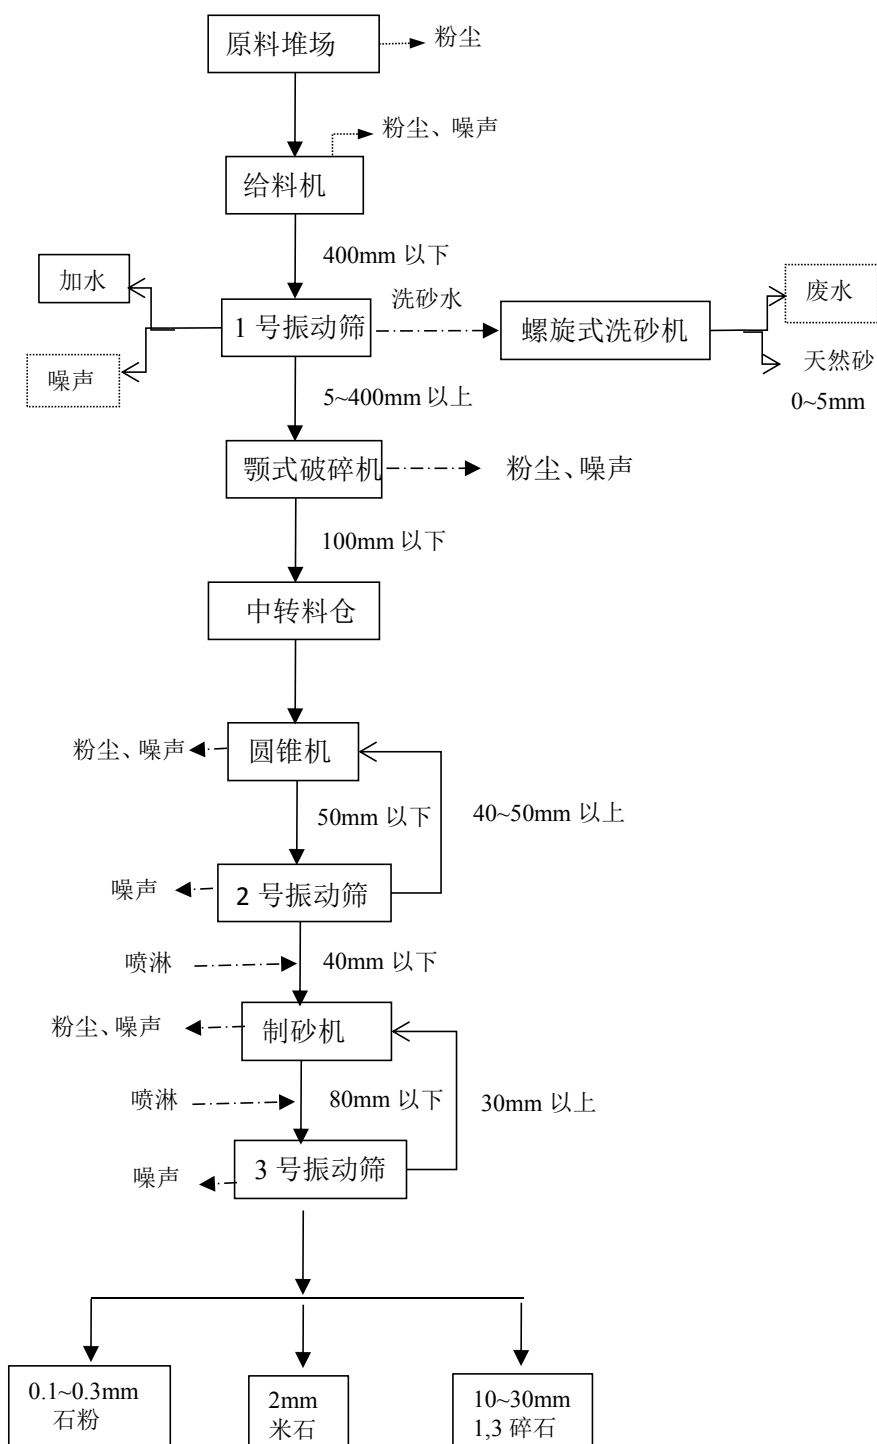 原料堆场
粉尘
粉尘、噪声
给料机
400mm 以下
加水
洗砂水
废水
1 号振动筛
螺旋式洗砂机
噪声
天然砂
0~5mm
5~400mm 以上
颚式破碎机
粉尘、噪声
100mm 以下
中转料仓
粉尘、噪声
圆锥机
50mm 以下
40~50mm 以上
噪声
2 号振动筛
喷淋
40mm 以下
粉尘、噪声
制砂机
喷淋
80mm 以下
30mm 以上
噪声
3 号振动筛
0.1~0.3mm
石粉
2mm
米石
10~30mm
1,3 碎石